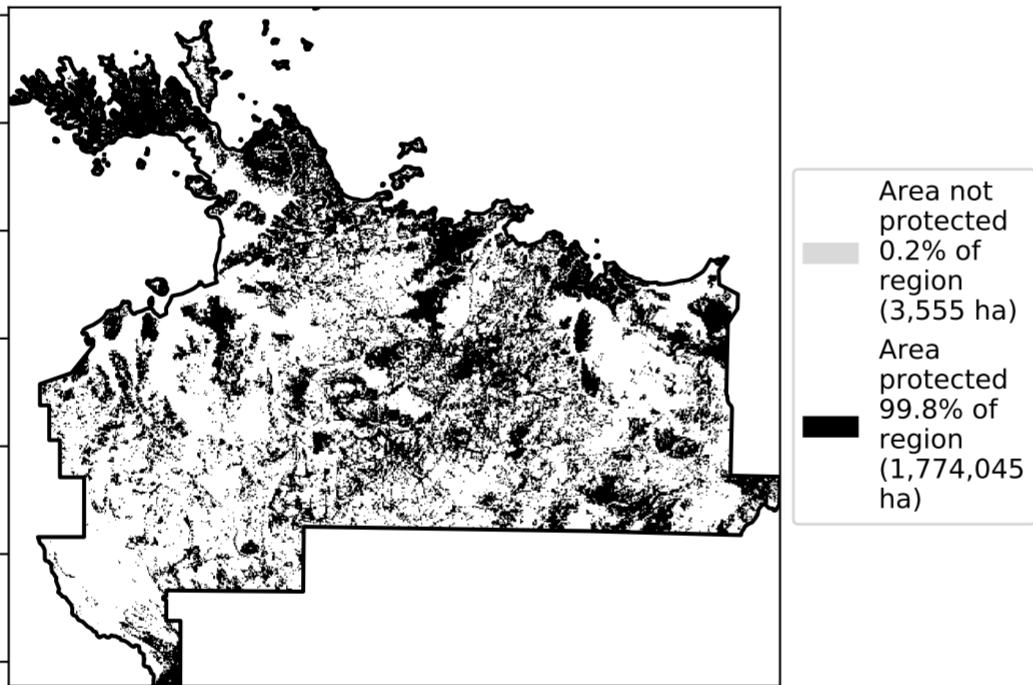 Area not
protected
0.2% of
region
(3,555 ha)
Area
protected
99.8% of
region
(1,774,045
ha)